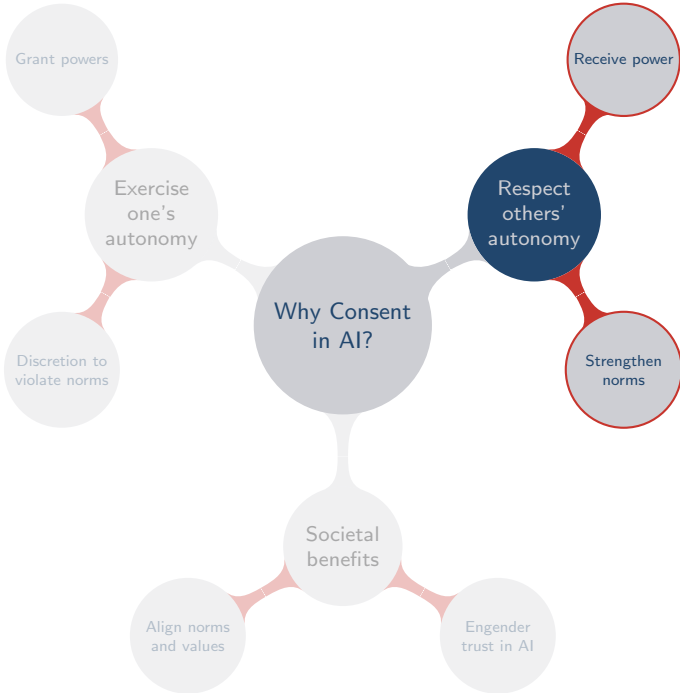 Grant powers
Receive power
Exercise
one's
autonomy
Respect
others'
autonomy
Why Consent
in AI?
Discretion to
violate norms
Strengthen
norms
Societal
benefits
Align norms
and values
Engender
trust in AI